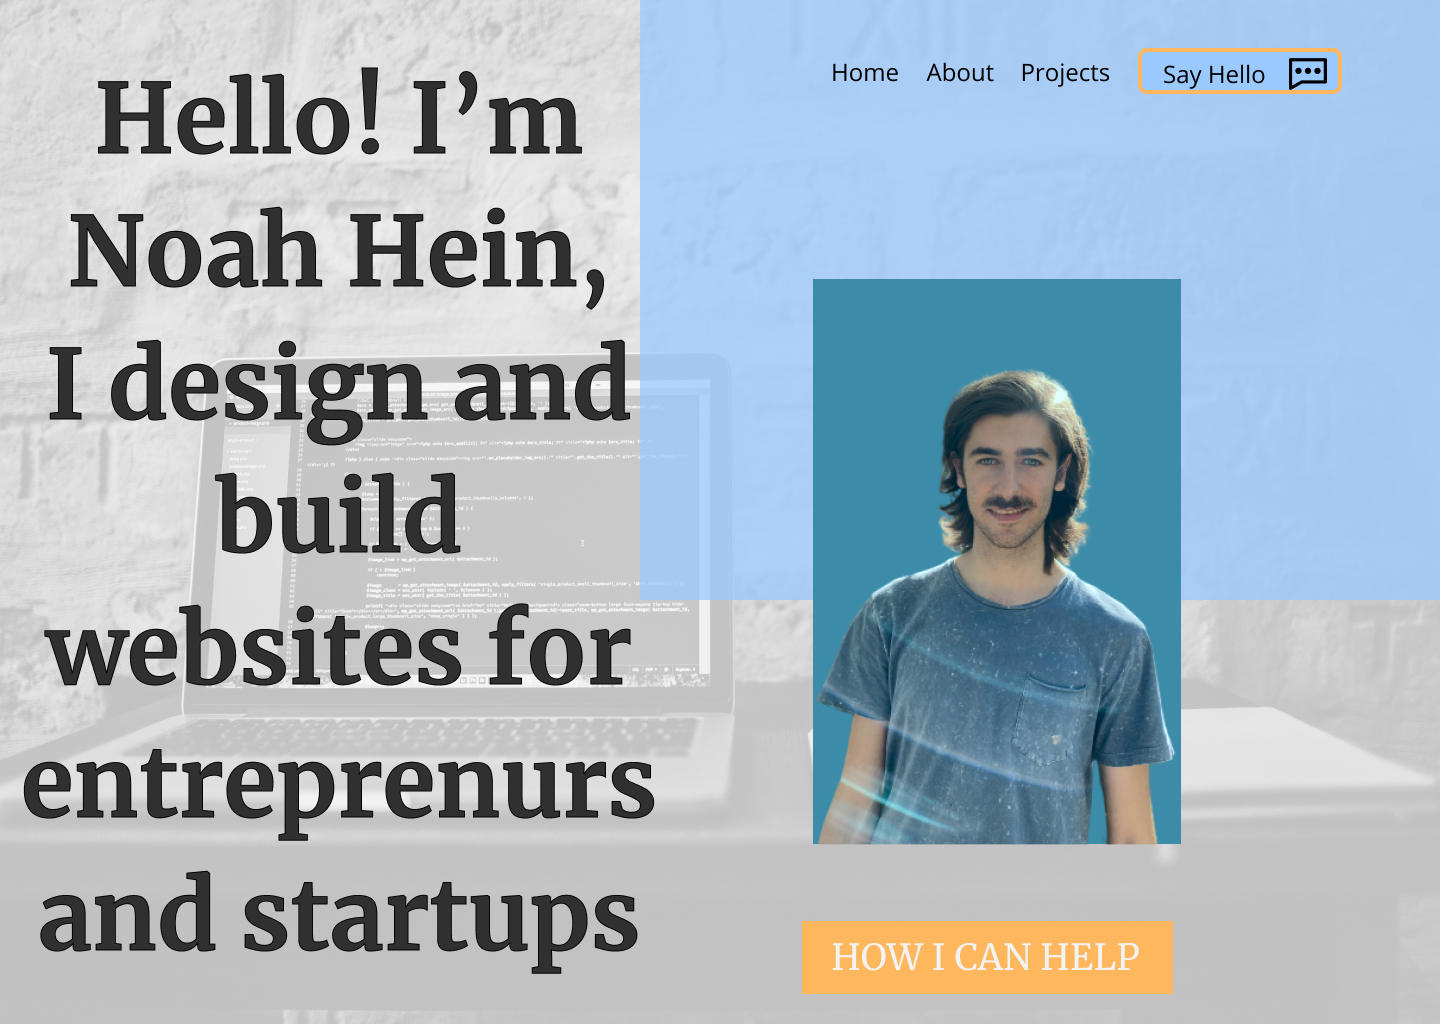 Home About Projects Say Hello
Hello! I’m
Noah Hein,
I design and
build
websites for
entreprenurs
and startups
HOW I CAN HELP